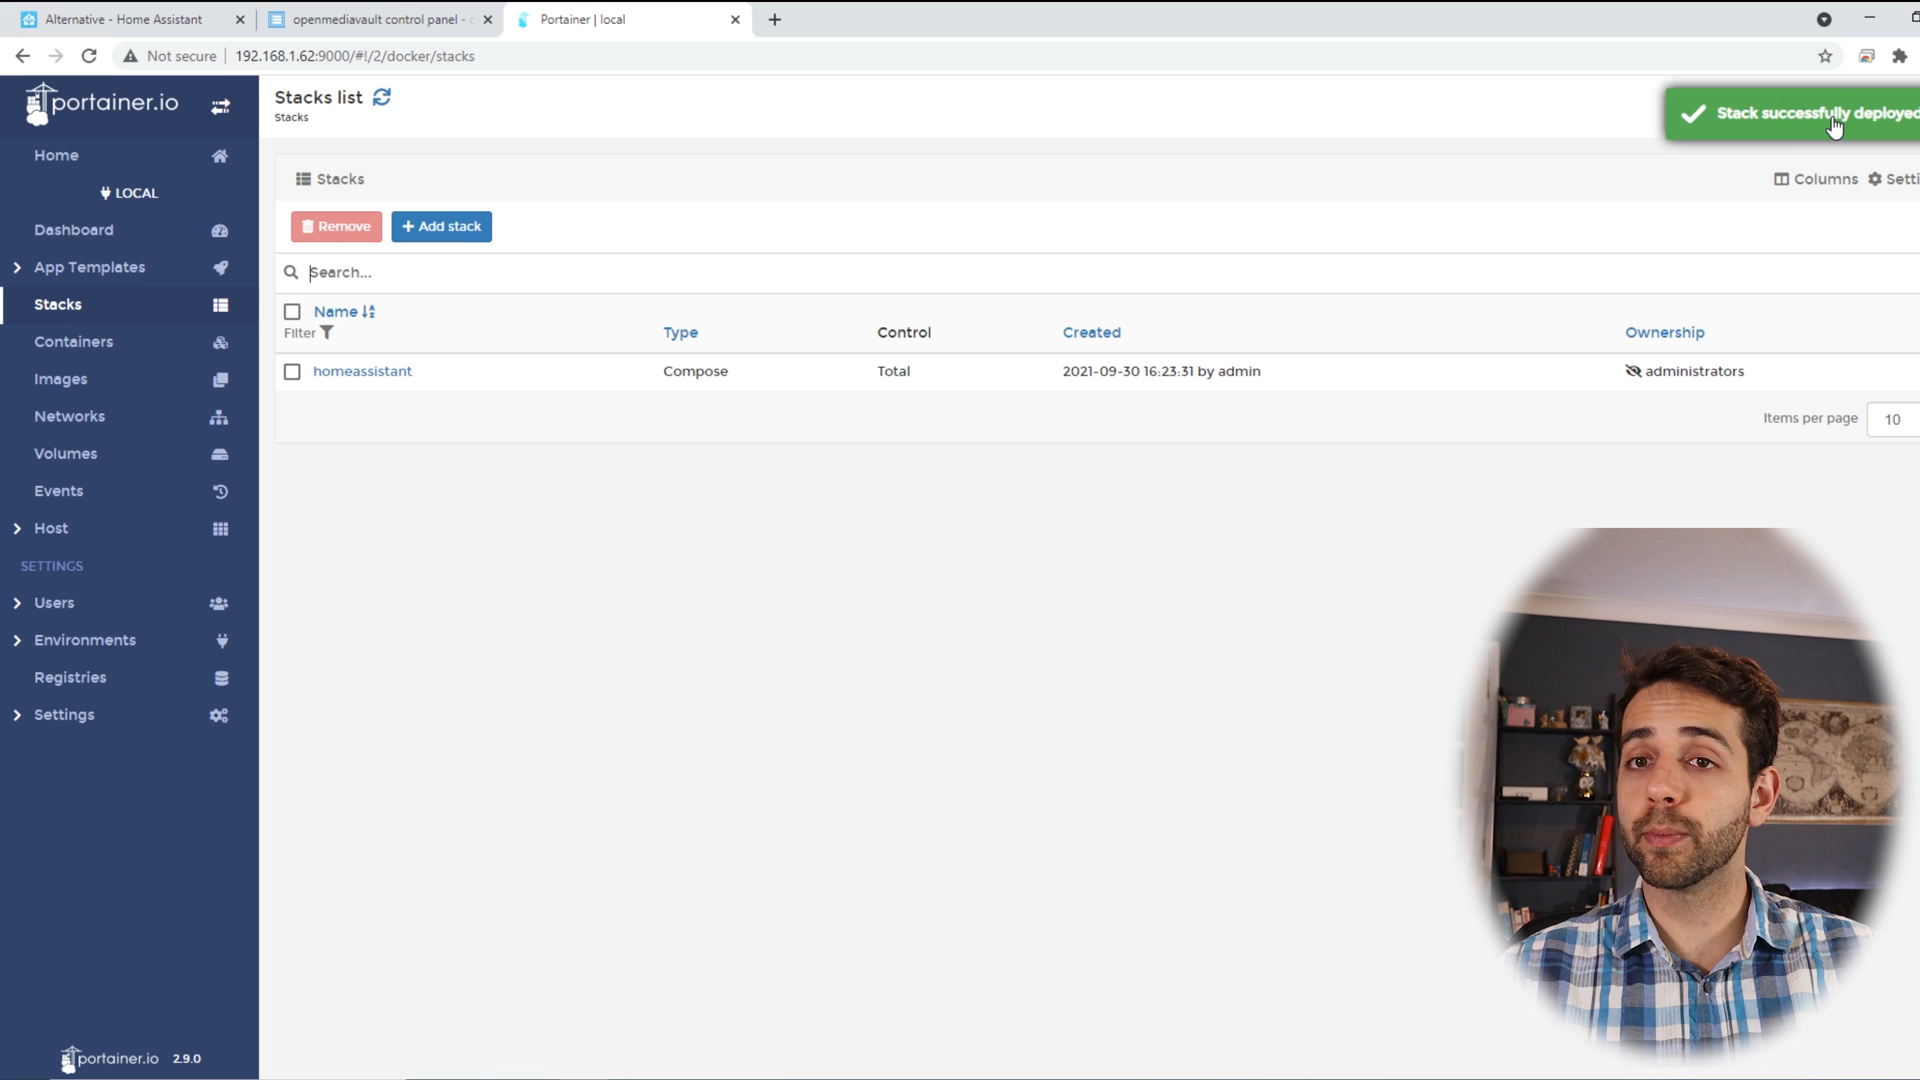 Alternative - Home Assistant
openmediavault control panel - o
Portainer | local
Not secure
192.168.1.62:9000/#!/2/docker/stacks
portainer.io
Stacks list
Stacks
Stack successfully deployed
Home
LOCAL
Dashboard
App Templates
Stacks
Containers
Images
Networks
Volumes
Events
Host
SETTINGS
Users
Environments
Registries
Settings
portainer.io 2.9.0
Stacks
Columns Setti
Remove
+ Add stack
Search...
Name
Filter
Type
Control
Created
Ownership
homeassistant
Compose
Total
2021-09-30 16:23:31 by admin
administrators
Items per page
10